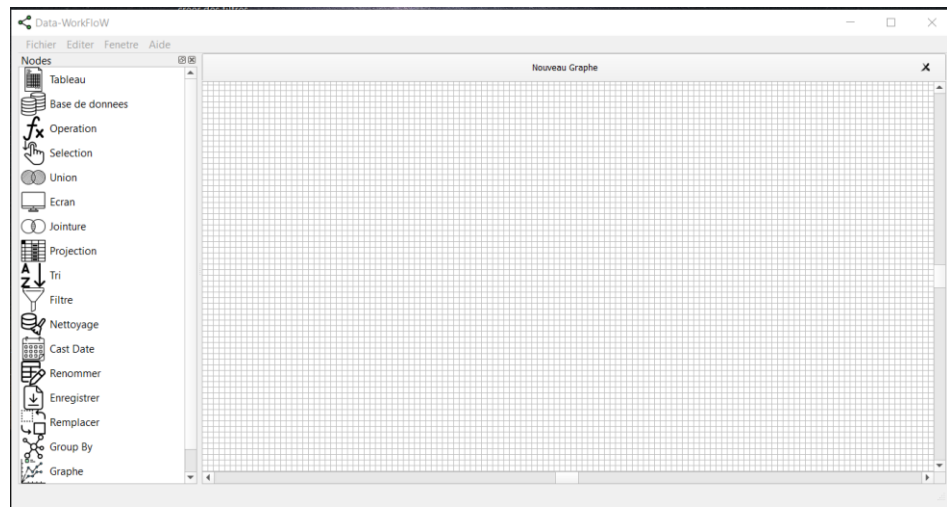 Data-WorkFloW
Fichier Editer Fenetre Aide
Nodes
Nouveau Graphe
Tableau
Base de donnees
Operation
Selection
Union
Ecran
Jointure
Projection
Tri
Filtre
Nettoyage
Cast Date
Renommer
Enregistrer
Remplacer
Group By
Graphe